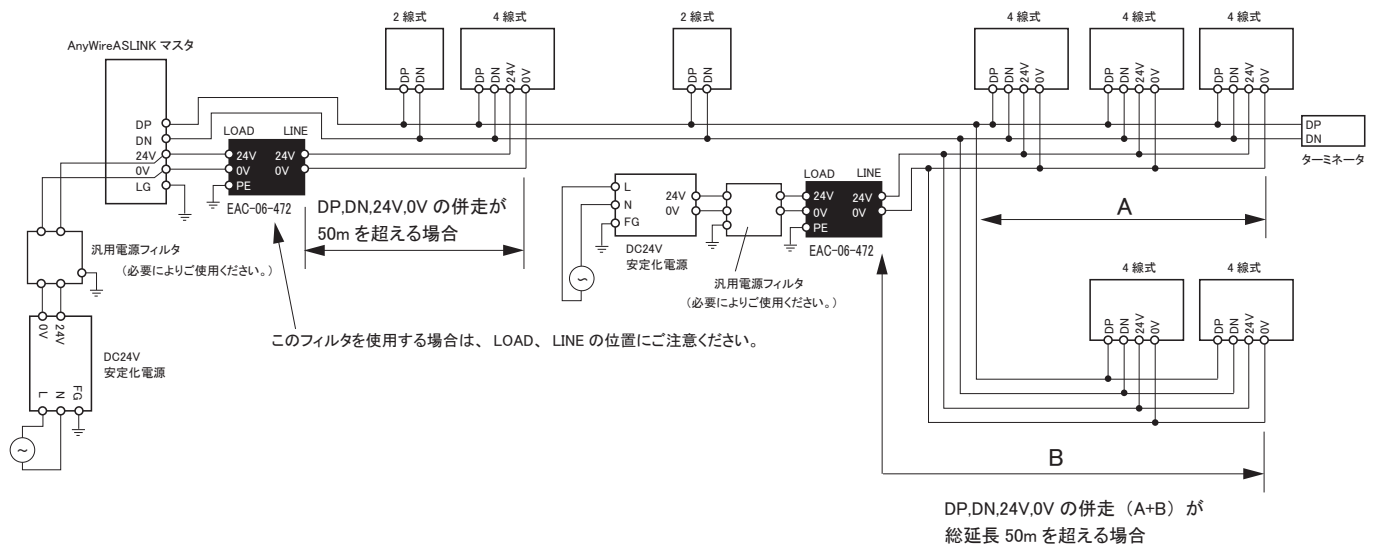 AnyWireASLINK マスタ
DP
DN
24V
0V
LG
汎用電源フィルタ
（必要によりご使用ください。）
0V
24V
DC24V
安定化電源
L
N
FG
~
LOAD
LINE
24V
24V
0V
0V
PE
EAC-06-472
DP,DN,24V,0V の併走が
50m を超える場合
このフィルタを使用する場合は、 LOAD、 LINE の位置にご注意ください。
2 線式
DP
DN
4 線式
DP
DN
24V
0V
2 線式
DP
DN
L
N
FG
24V
0V
DC24V
安定化電源
~
汎用電源フィルタ
（必要によりご使用ください。）
LOAD
LINE
24V
24V
0V
0V
PE
EAC-06-472
4 線式
DP
DN
24V
0V
4 線式
DP
DN
24V
0V
4 線式
DP
DN
24V
0V
DP
DN
ターミネータ
A
4 線式
DP
DN
24V
0V
4 線式
DP
DN
24V
0V
B
DP,DN,24V,0V の併走（A+B）が
総延長 50m を超える場合